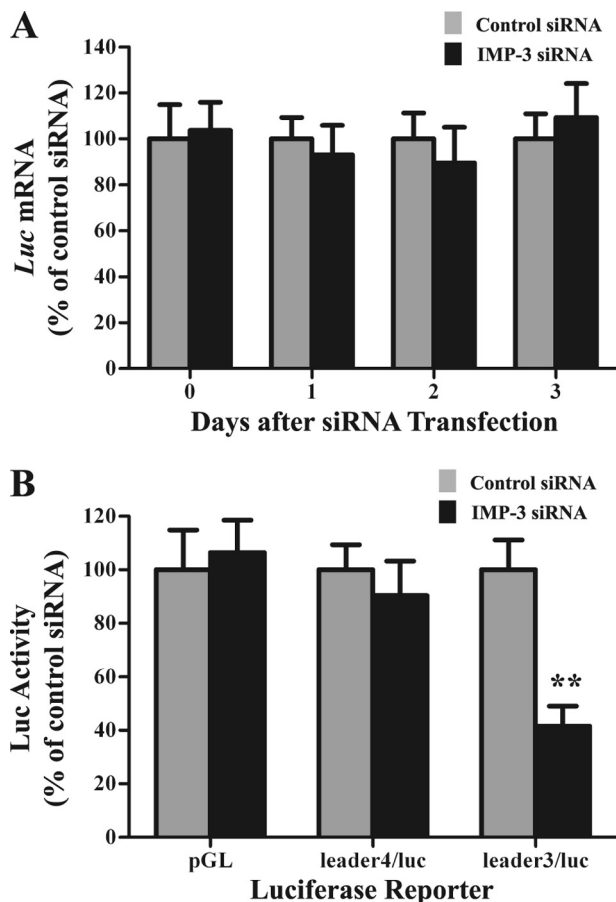 A
Control siRNA
IMP-3 siRNA
Luc mRNA
(% of control siRNA)
140
120
100
80
60
40
20
0
0 1 2 3
Days after siRNA Transfection
B
Control siRNA
IMP-3 siRNA
Luc Activity
(% of control siRNA)
120
100
80
60
40
20
0
**
pGL leader4/luc leader3/luc
Luciferase Reporter